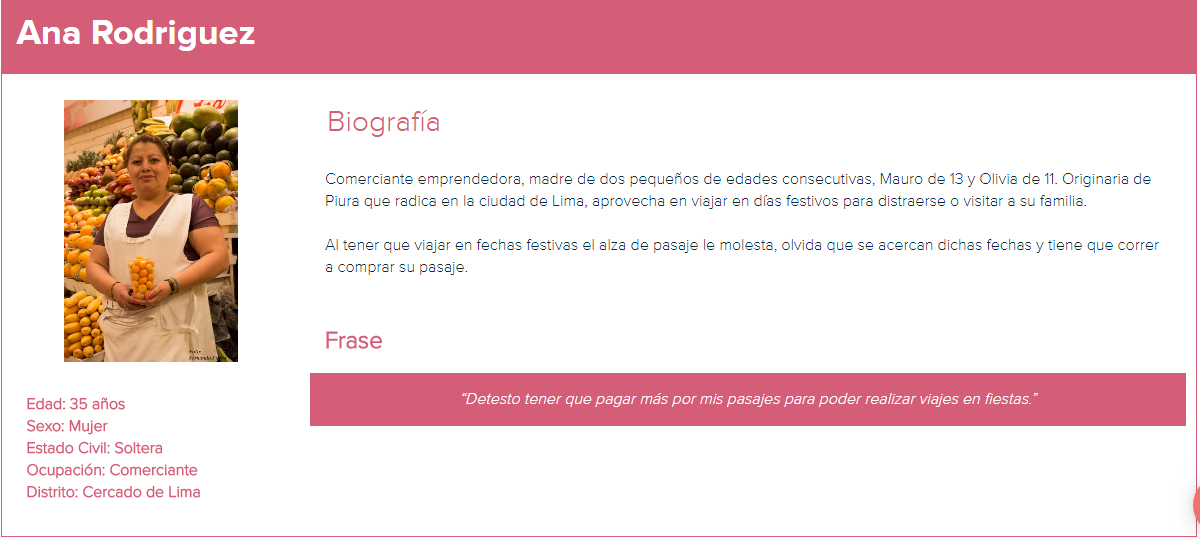 Ana Rodriguez
Biografía
Comerciante emprendedora, madre de dos pequeños de edades consecutivas, Mauro de 13 y Olivia de 11. Originaria de
Piura que radica en la ciudad de Lima, aprovecha en viajar en días festivos para distraerse o visitar a su familia.
Al tener que viajar en fechas festivas el alza de pasaje le molesta, olvida que se acercan dichas fechas y tiene que correr
a comprar su pasaje.
Frase
“Detesto tener que pagar más por mis pasajes para poder realizar viajes en fiestas.”
Edad: 35 años
Sexo: Mujer
Estado Civil: Soltera
Ocupación: Comerciante
Distrito: Cercado de Lima